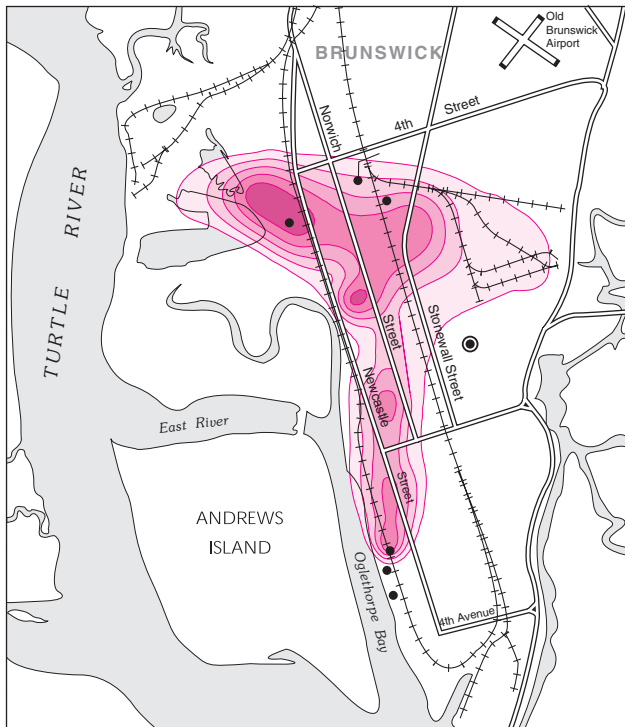 Old
Brunswick
Airport
BRUNSWICK
Norwich
4th
Street
TURTLE RIVER
Street
Stonewall Street
Newcastle
East River
Street
ANDREWS
ISLAND
Oglethorpe Bay
4th Avenue